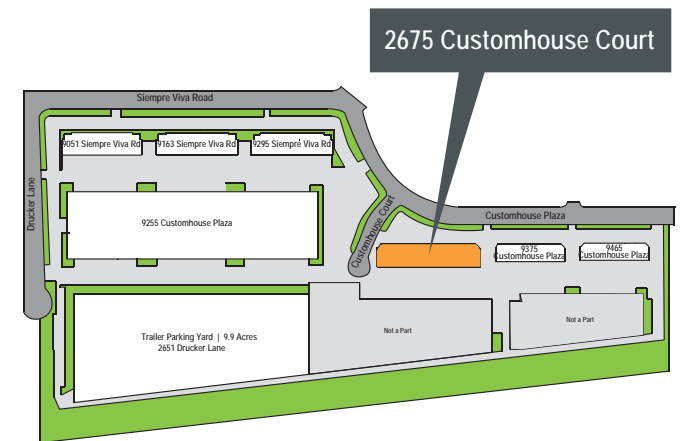 2675 Customhouse Court
Siempre Viva Road
9051 Siempre Viva Rd
9163 Siempre Viva Rd
9295 Siempre Viva Rd
Drucker Lane
9255 Customhouse Plaza
Customhouse Court
Customhouse Plaza
9375
Customhouse Plaza
9465
Customhouse Plaza
Trailer Parking Yard | 9.9 Acres
2651 Drucker Lane
Not a Part
Not a Part